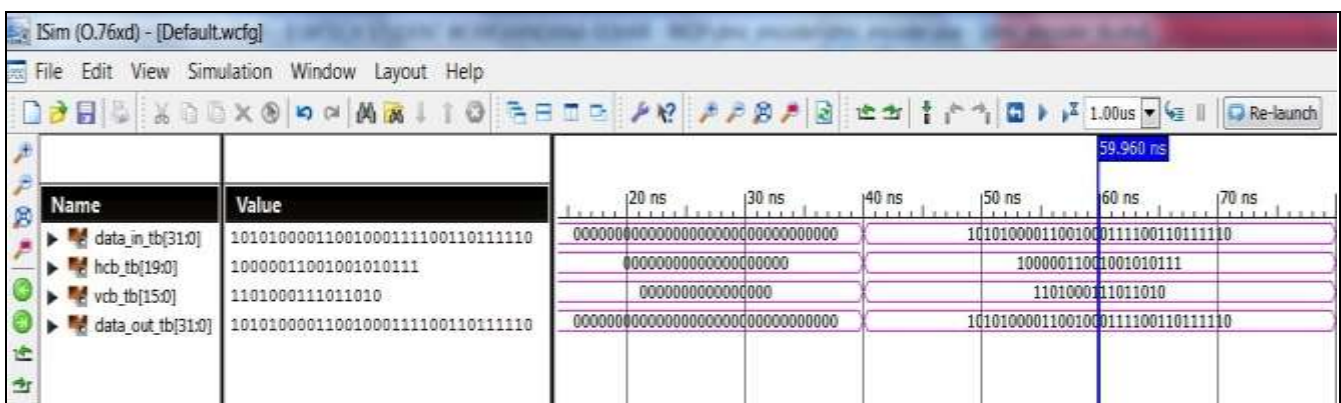 ISim (O.76xd) - [Default.wcfg]
File Edit View Simulation Window Layout Help
1.00us Re-launch
59.960 ns
20 ns 30 ns 40 ns 50 ns 60 ns 70 ns
Name Value
data_in_tb[31:0] 10101000011001000111100110111110 00000000000000000000000000000000 10101000011001000111100110111110
hcb_tb[19:0] 10000011001001010111 00000000000000000000 10000011001001010111
vcb_tb[15:0] 1101000111011010 0000000000000000 1101000111011010
data_out_tb[31:0] 10101000011001000111100110111110 00000000000000000000000000000000 10101000011001000111100110111110